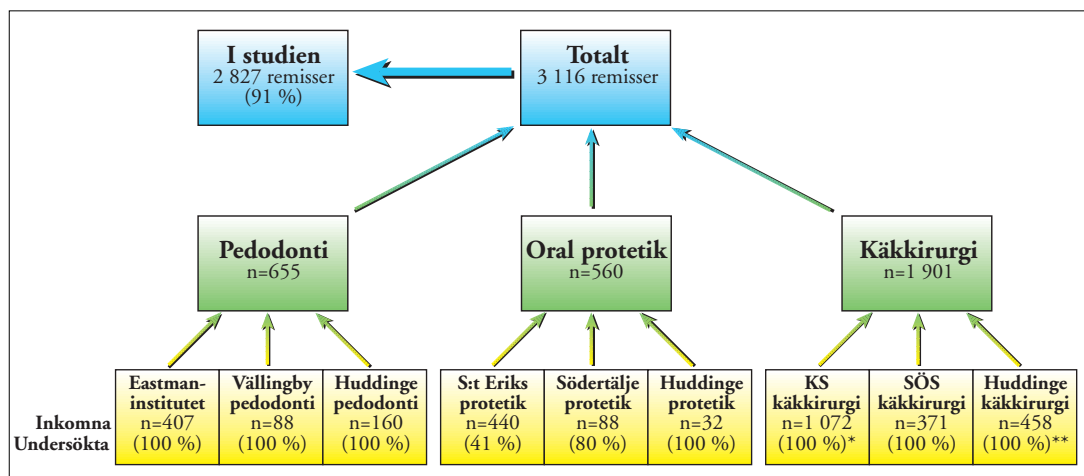 I studien
2 827 remisser
(91 %)
Totalt
3 116 remisser
Pedodonti
n=655
Oral protetik
n=560
Käkkirurgi
n=1 901
Inkomna
Undersökta
Eastman-
institutet
n=407
(100 %)
Vällingby
pedodonti
n=88
(100 %)
Huddinge
pedodonti
n=160
(100 %)
S:t Eriks
protetik
n=440
(41 %)
Södertälje
protetik
n=88
(80 %)
Huddinge
protetik
n=32
(100 %)
KS
käkkirurgi
n=1 072
(100 %)*
SÖS
käkkirurgi
n=371
(100 %)
Huddinge
käkkirurgi
n=458
(100 %)**